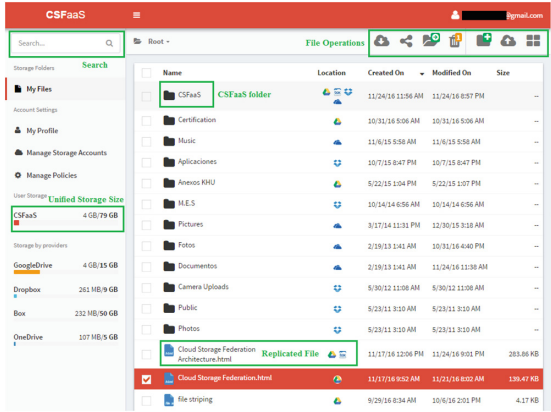 CSFaaS
@gmail.com
Search...
Root
File Operations
1
Search
Storage Folders
My Files
Account Settings
My Profile
Manage Storage Accounts
Manage Policies
User Storage
Unified Storage Size
CSFaaS 4 GB/79 GB
Storage by providers
GoogleDrive 4 GB/15 GB
Dropbox 261 MB/9 GB
Box 232 MB/50 GB
OneDrive 107 MB/5 GB
Name Location Created On Modified On Size
CSFaaS CSFaaS folder 11/24/16 11:56 AM 11/24/16 8:57 PM --
Certification 10/31/16 5:06 AM 10/31/16 5:06 AM --
Music 11/6/15 5:58 AM 11/6/15 5:58 AM --
Aplicaciones 10/7/15 8:47 PM 10/7/15 8:47 PM --
Anexos KHU 5/22/15 1:04 PM 5/22/15 1:07 PM --
M.E.S 10/14/14 6:56 AM 10/14/14 6:56 AM --
Pictures 3/17/14 11:31 PM 12/30/15 3:18 AM --
Fotos 2/19/13 1:41 AM 10/31/16 4:40 PM --
Documentos 2/19/13 1:41 AM 11/24/16 11:38 AM --
Camera Uploads 5/30/12 11:08 AM 5/30/12 11:08 AM --
Public 5/23/11 3:10 AM 5/23/11 3:10 AM --
Photos 5/23/11 3:10 AM 5/23/11 3:10 AM --
Cloud Storage Federation
Architecture.html Replicated File 11/17/16 12:06 PM 11/24/16 9:01 PM 283.86 KB
Cloud Storage Federation.html 11/17/16 9:52 AM 11/21/16 8:02 AM 139.47 KB
file striping 9/29/16 8:34 AM 10/6/16 2:01 PM 4.17 KB